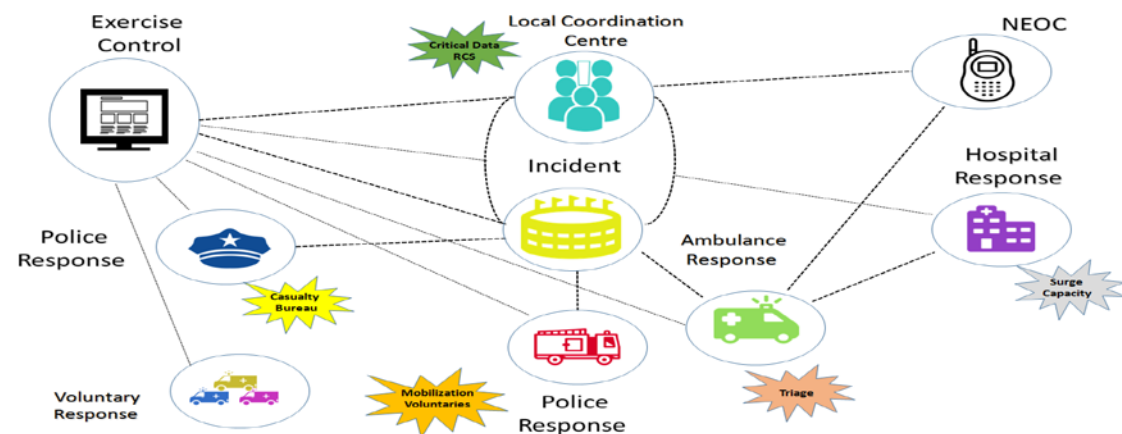 Exercise
Control
Critical Data
RCS
Local Coordination
Centre
NEOC
Incident
Hospital
Response
Police
Response
Ambulance
Response
Casualty
Bureau
Surge
Capacity
Voluntary
Response
Mobilization
Voluntaries
Police
Response
Triage